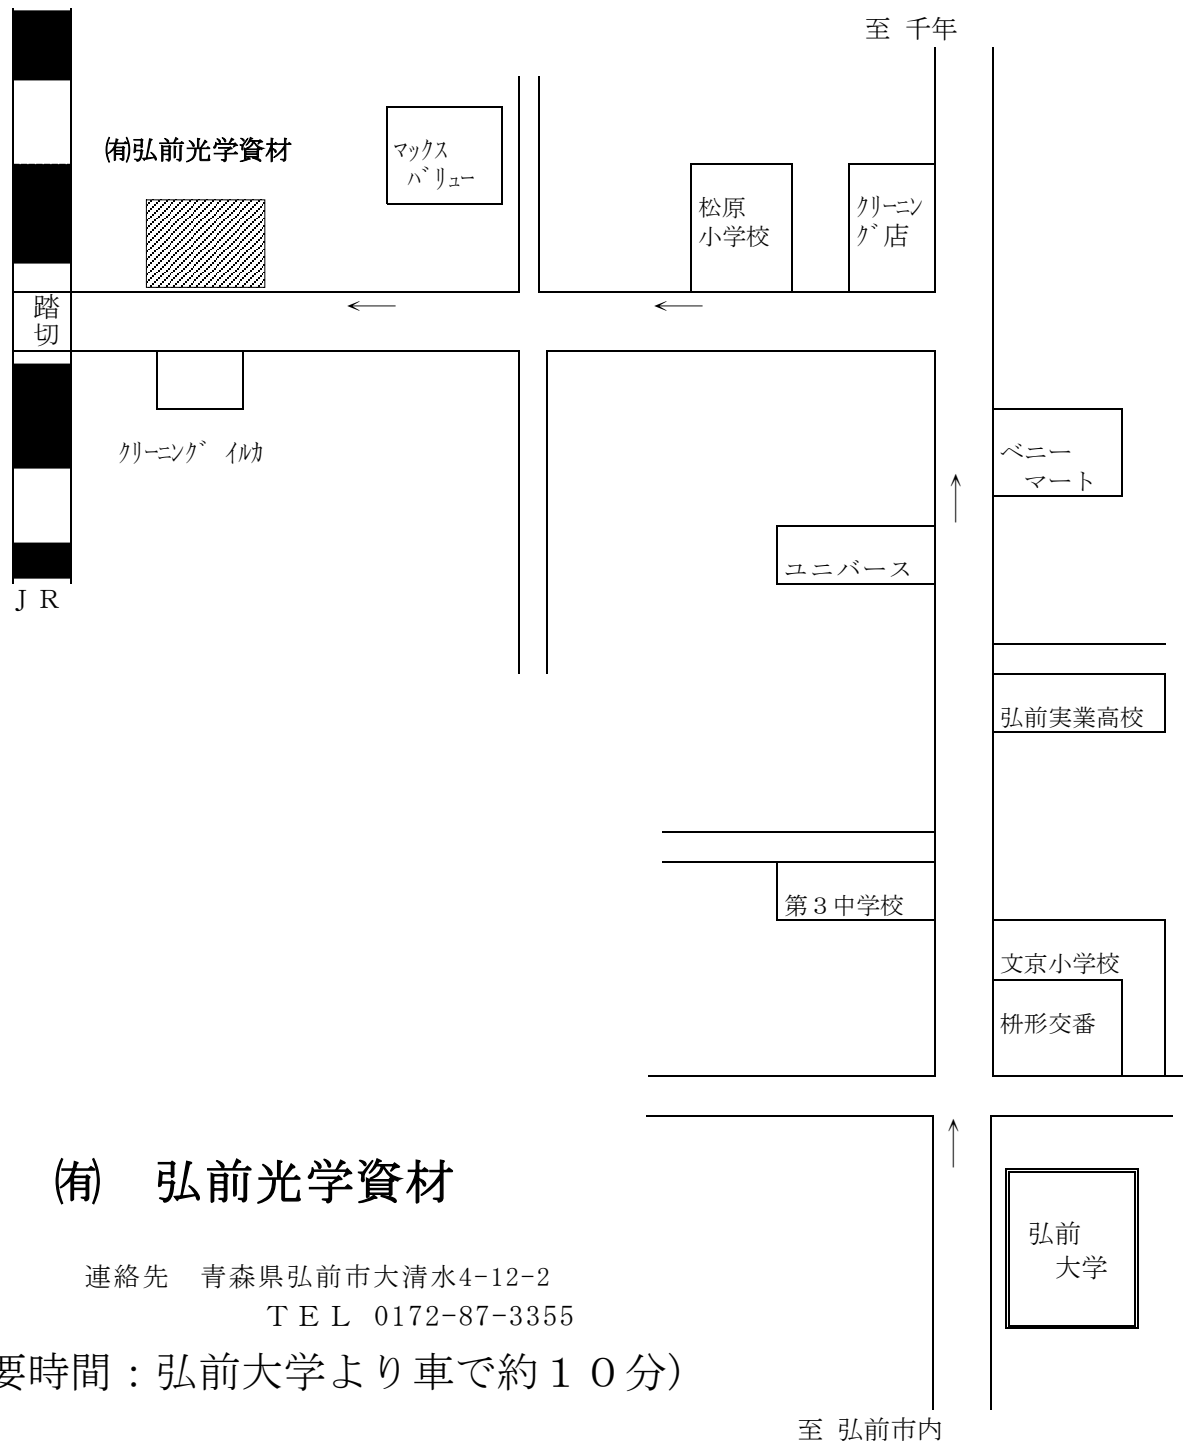 至 千年
㈲弘前光学資材
マックス
バリュー
松原
小学校
クリーニン
グ店
踏
切
クリーニング イルカ
ベニー
マート
ユニバース
ＪＲ
弘前実業高校
第３中学校
文京小学校
枡形交番
㈲　弘前光学資材
弘前
大学
連絡先　青森県弘前市大清水4-12-2
ＴＥＬ 0172-87-3355
要時間：弘前大学より車で約１０分）
至 弘前市内